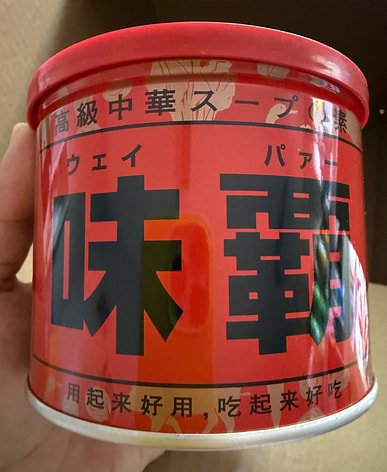 高級中華スープの素
ウェイ パァー
味覇
用起来好用,吃起来好吃